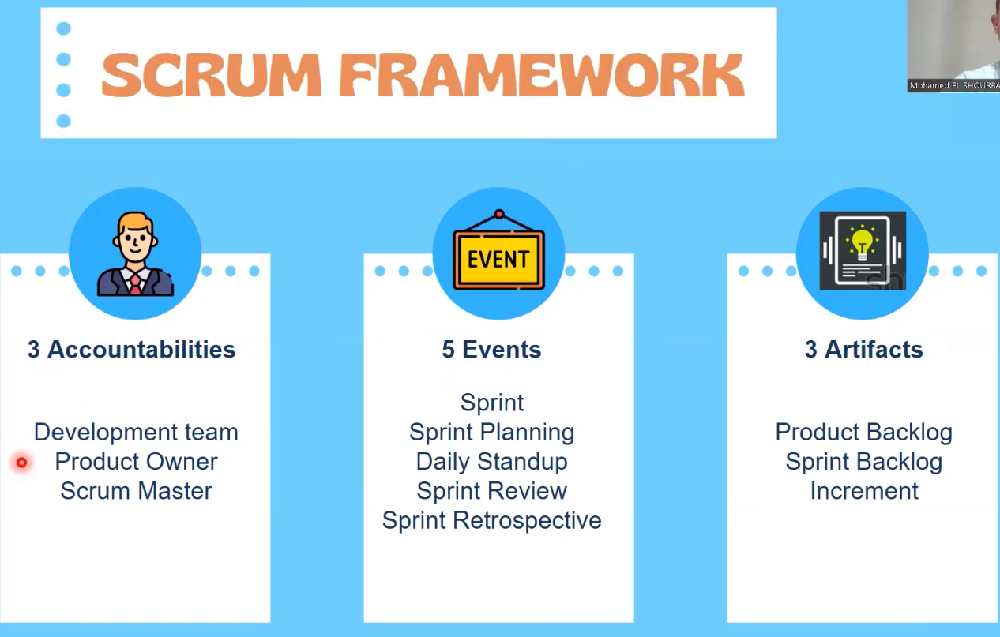 SCRUM FRAMEWORK
Mohamed EL SHOURBA
EVENT
3 Accountabilities
Development team
Product Owner
Scrum Master
5 Events
Sprint
Sprint Planning
Daily Standup
Sprint Review
Sprint Retrospective
3 Artifacts
Product Backlog
Sprint Backlog
Increment